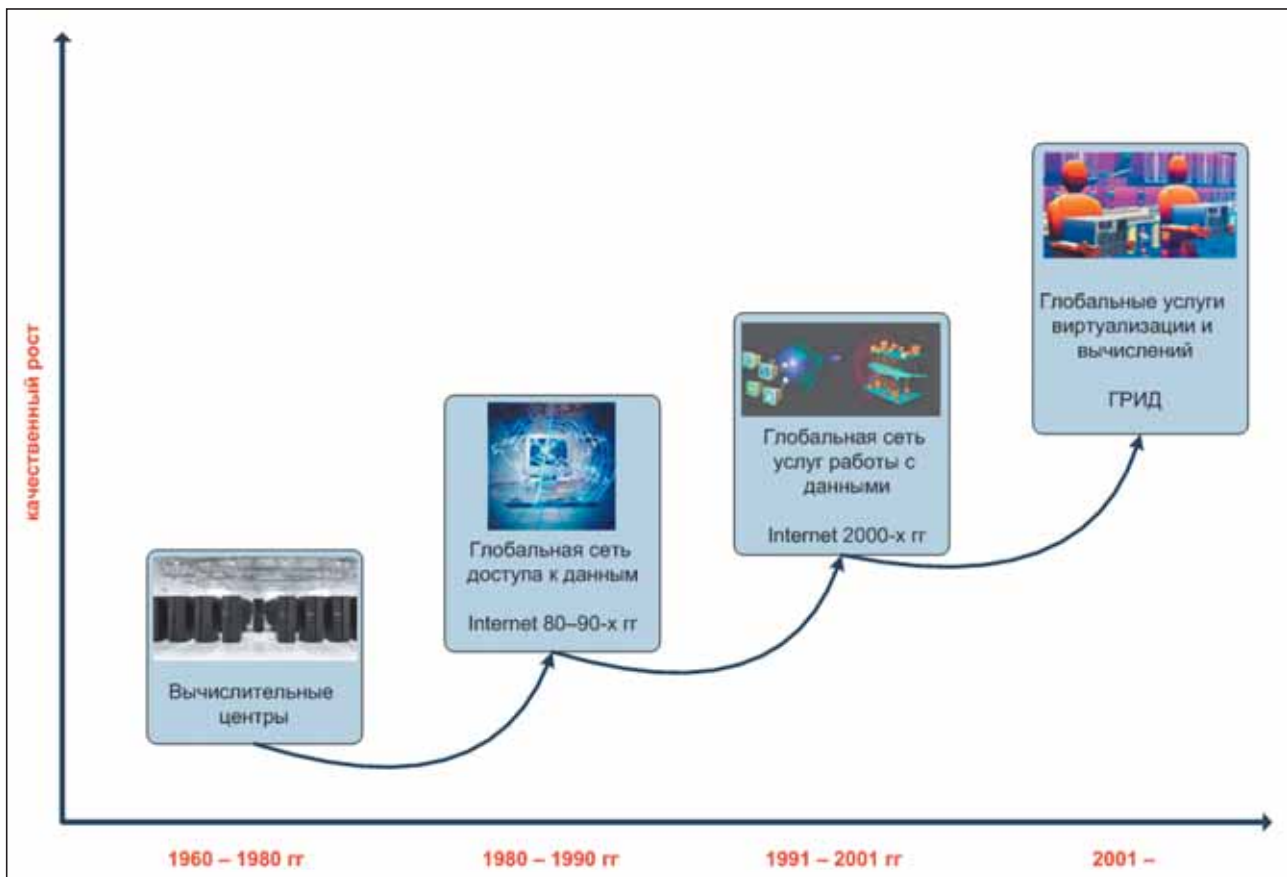 качественный рост
Вычислительные
центры
Глобальная сеть
доступа к данным
Internet 80–90-х гг
Глобальная сеть
услуг работы с
данными
Internet 2000-х гг
Глобальные услуги
виртуализации и
вычислений
ГРИД
1960 – 1980 гг
1980 – 1990 гг
1991 – 2001 гг
2001 –